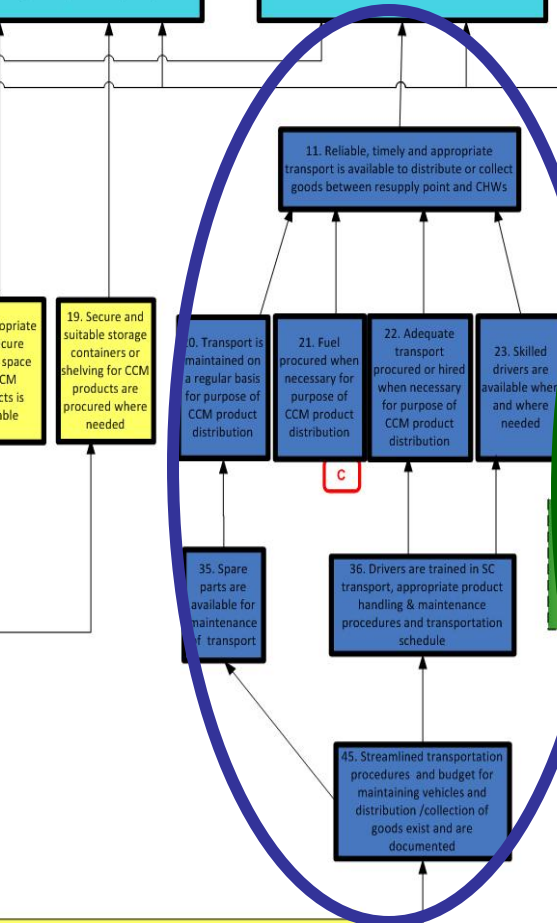 11. Reliable, timely and appropriate
transport is available to distribute or collect
goods between resupply point and CHWs
19. Secure and
suitable storage
containers or
shelving for CCM
products are
procured where
needed
0. Transport is
maintained on
a regular basis
for purpose of
CCM product
distribution
21. Fuel
procured when
necessary for
purpose of
CCM product
distribution
22. Adequate
transport
procured or hired
when necessary
for purpose of
CCM product
distribution
23. Skilled
drivers are
available when
and where
needed
C
35. Spare
parts are
available for
maintenance
of transport
36. Drivers are trained in SC
transport, appropriate product
handling & maintenance
procedures and transportation
schedule
45. Streamlined transportation
procedures and budget for
maintaining vehicles and
distribution /collection of
goods exist and are
documented
space
is